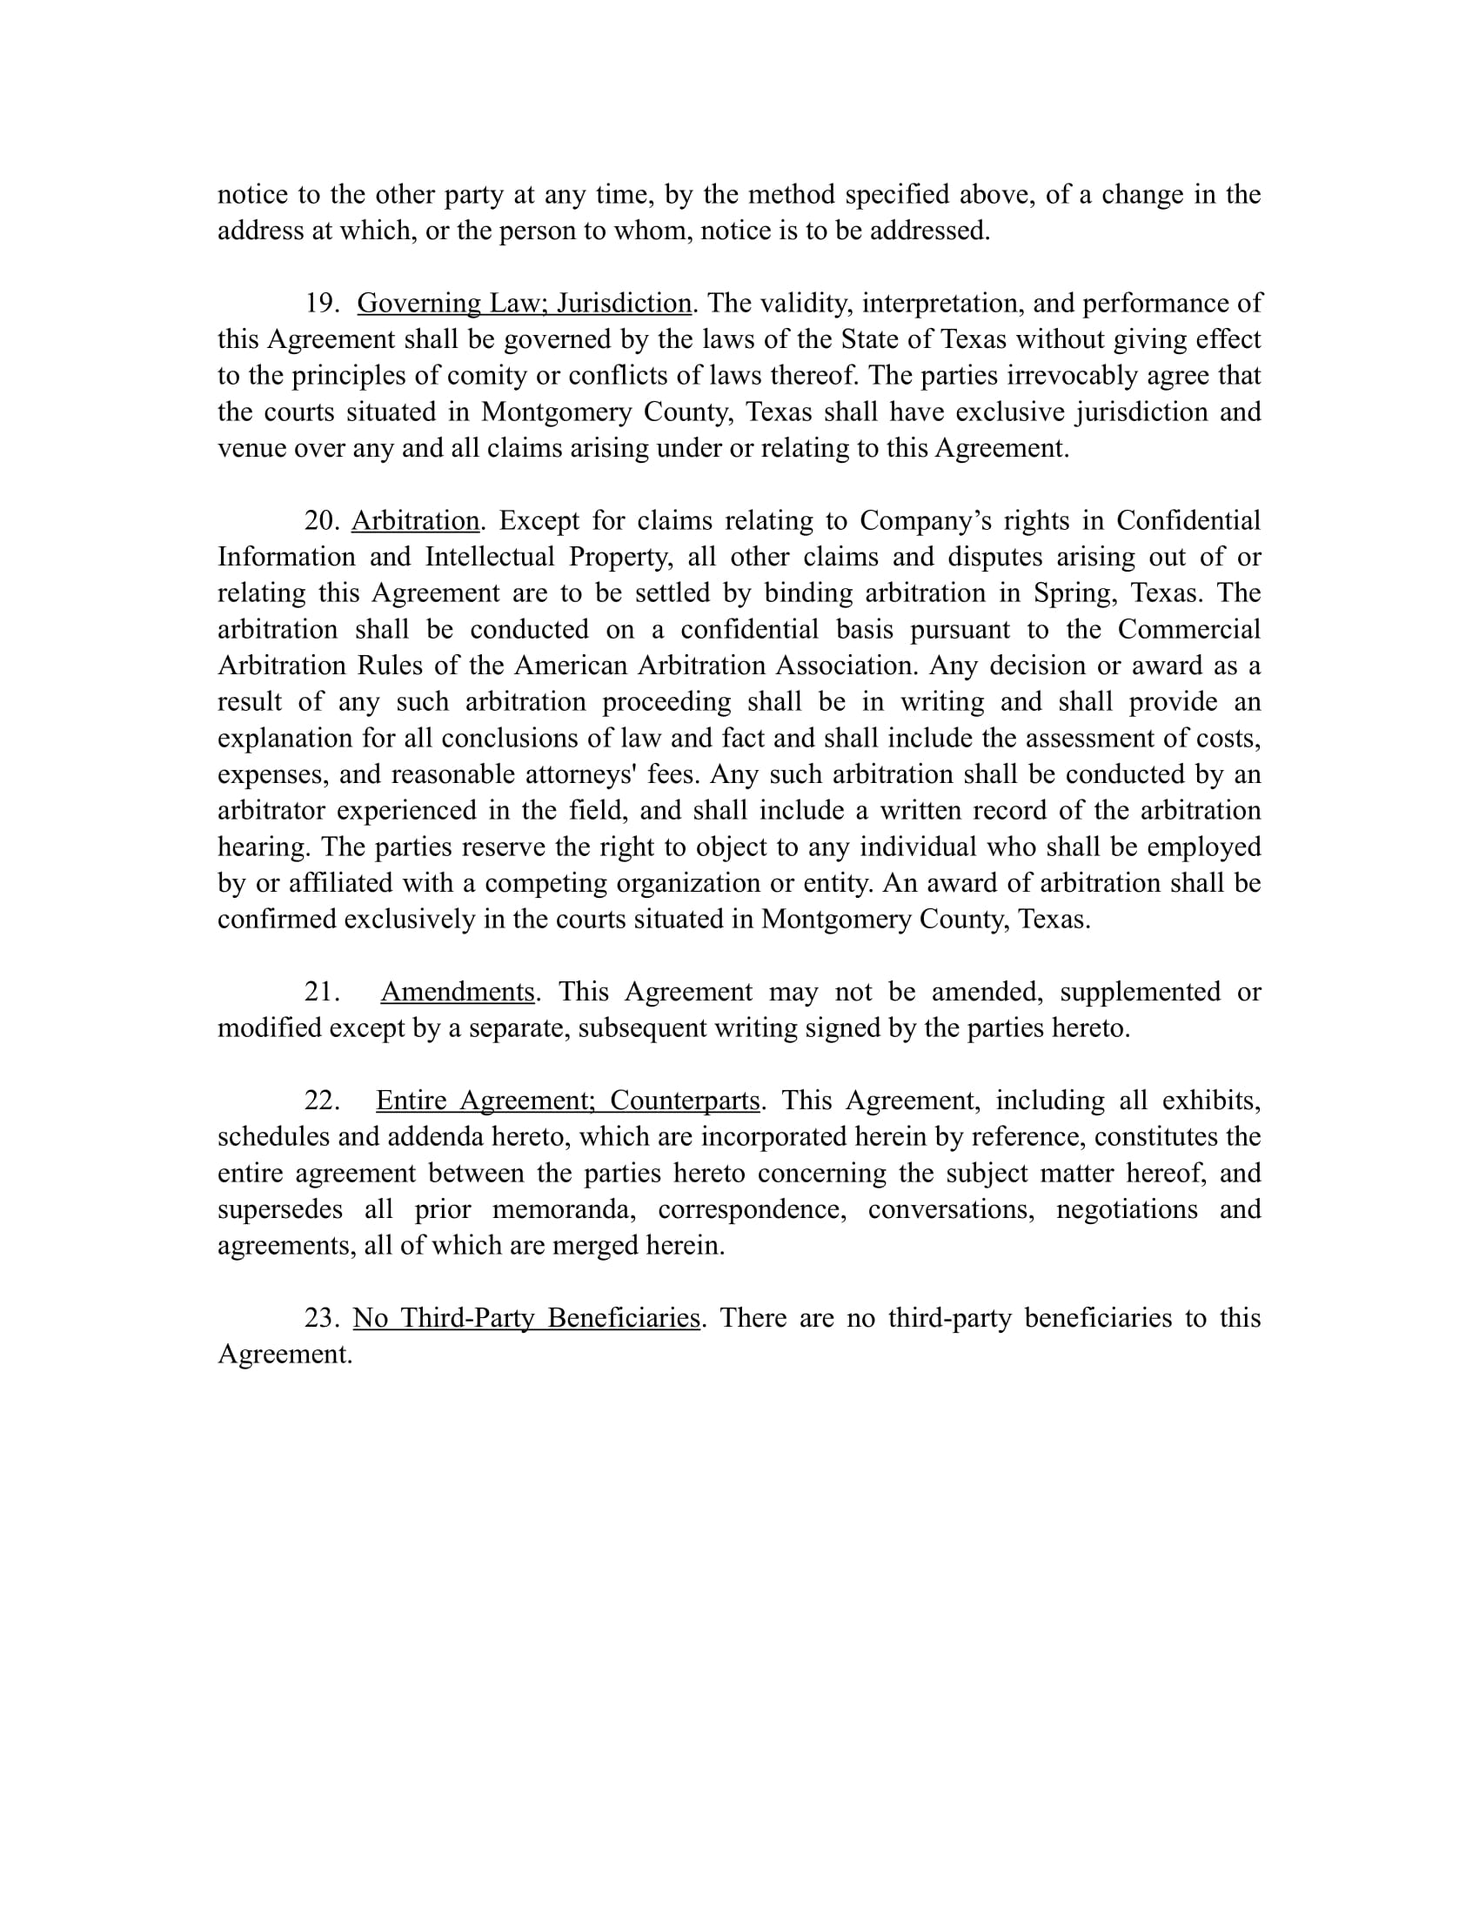 notice to the other party at any time, by the method specified above, of a change in the
address at which, or the person to whom, notice is to be addressed.
19. Governing Law; Jurisdiction. The validity, interpretation, and performance of
this Agreement shall be governed by the laws of the State of Texas without giving effect
to the principles of comity or conflicts of laws thereof. The parties irrevocably agree that
the courts situated in Montgomery County, Texas shall have exclusive jurisdiction and
venue over any and all claims arising under or relating to this Agreement.
20. Arbitration. Except for claims relating to Company’s rights in Confidential
Information and Intellectual Property, all other claims and disputes arising out of or
relating this Agreement are to be settled by binding arbitration in Spring, Texas. The
arbitration shall be conducted on a confidential basis pursuant to the Commercial
Arbitration Rules of the American Arbitration Association. Any decision or award as a
result of any such arbitration proceeding shall be in writing and shall provide an
explanation for all conclusions of law and fact and shall include the assessment of costs,
expenses, and reasonable attorneys' fees. Any such arbitration shall be conducted by an
arbitrator experienced in the field, and shall include a written record of the arbitration
hearing. The parties reserve the right to object to any individual who shall be employed
by or affiliated with a competing organization or entity. An award of arbitration shall be
confirmed exclusively in the courts situated in Montgomery County, Texas.
21. Amendments. This Agreement may not be amended, supplemented or
modified except by a separate, subsequent writing signed by the parties hereto.
22. Entire Agreement; Counterparts. This Agreement, including all exhibits,
schedules and addenda hereto, which are incorporated herein by reference, constitutes the
entire agreement between the parties hereto concerning the subject matter hereof, and
supersedes all prior memoranda, correspondence, conversations, negotiations and
agreements, all of which are merged herein.
23. No Third-Party Beneficiaries. There are no third-party beneficiaries to this
Agreement.